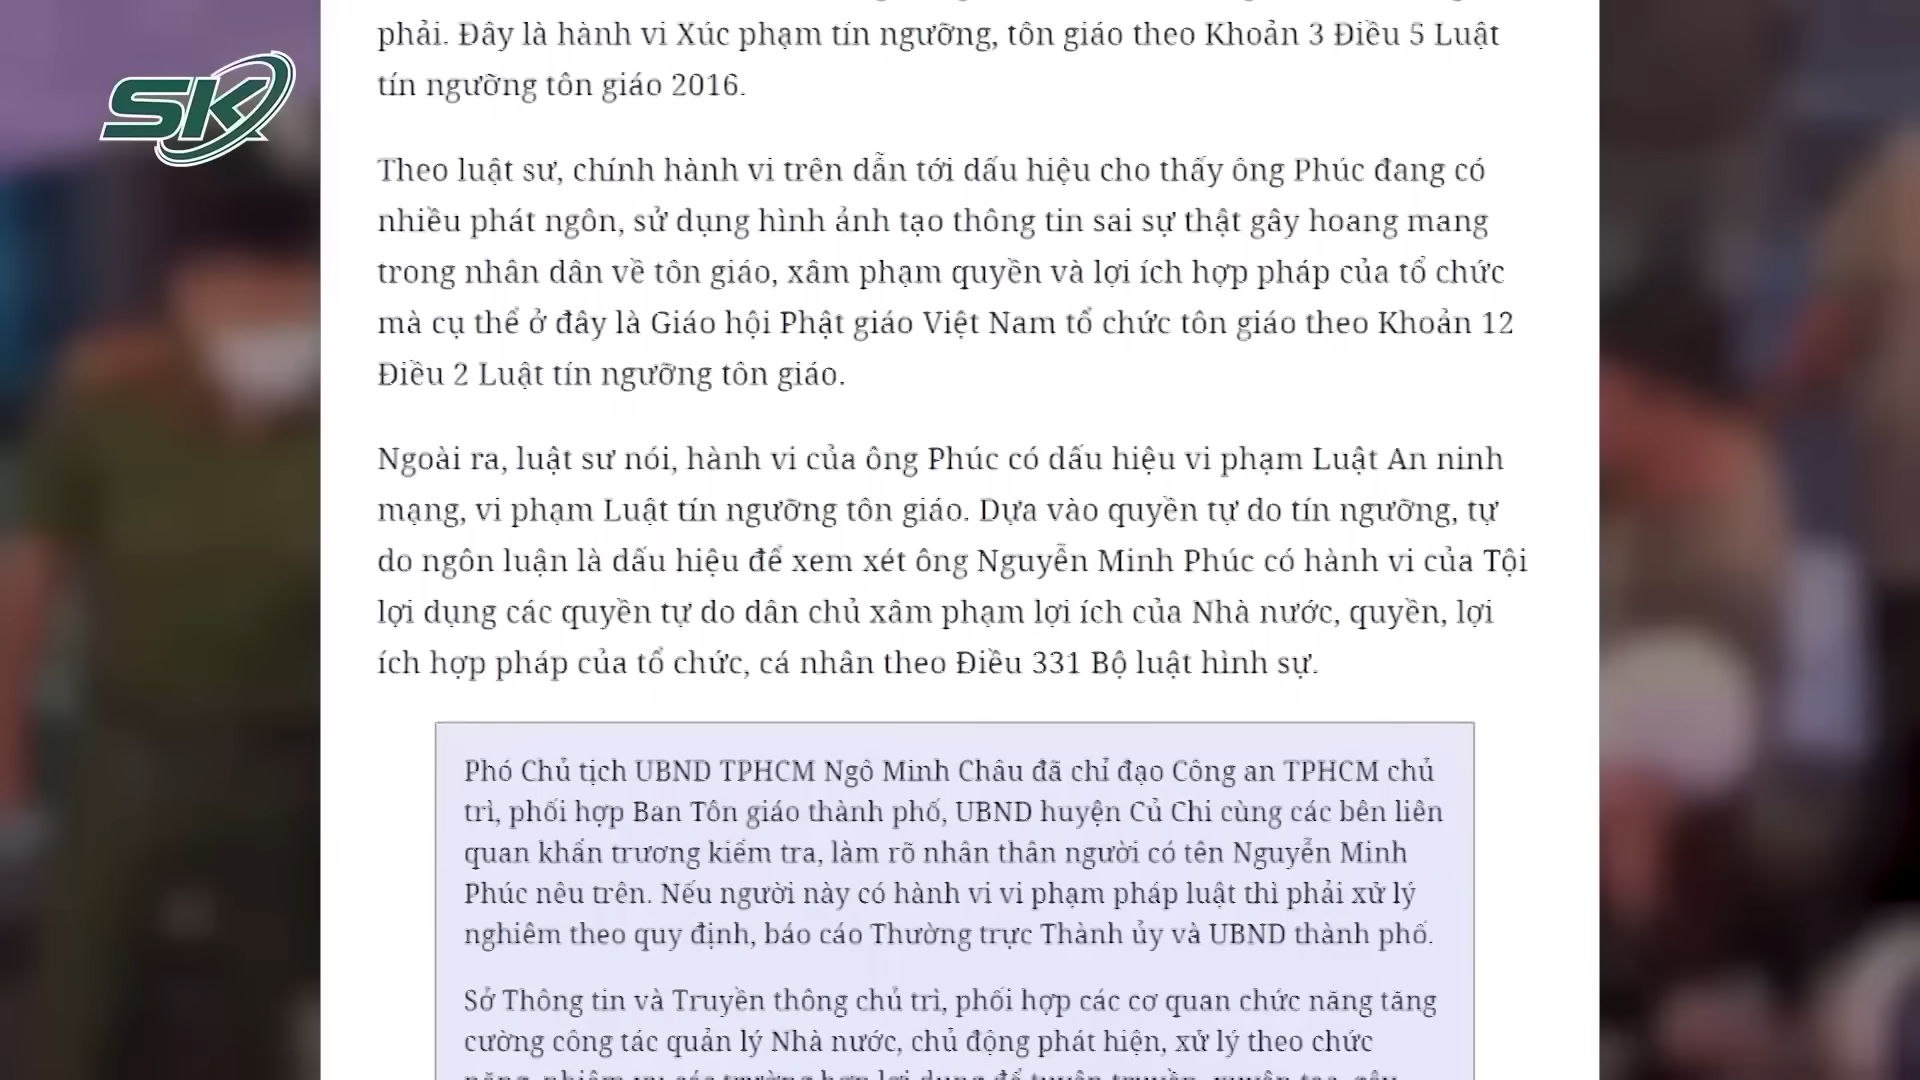 SK
phải. Đây là hành vi Xúc phạm tín ngưỡng, tôn giáo theo Khoản 3 Điều 5 Luật
tín ngưỡng tôn giáo 2016.
Theo luật sư, chính hành vi trên dẫn tới dấu hiệu cho thấy ông Phúc đang có
nhiều phát ngôn, sử dụng hình ảnh tạo thông tin sai sự thật gây hoang mang
trong nhân dân về tôn giáo, xâm phạm quyền và lợi ích hợp pháp của tổ chức
mà cụ thể ở đây là Giáo hội Phật giáo Việt Nam tổ chức tôn giáo theo Khoản 12
Điều 2 Luật tín ngưỡng tôn giáo.
Ngoài ra, luật sư nói, hành vi của ông Phúc có dấu hiệu vi phạm Luật An ninh
mạng, vi phạm Luật tín ngưỡng tôn giáo. Dựa vào quyền tự do tín ngưỡng, tự
do ngôn luận là dấu hiệu để xem xét ông Nguyễn Minh Phúc có hành vi của Tội
lợi dụng các quyền tự do dân chủ xâm phạm lợi ích của Nhà nước, quyền, lợi
ích hợp pháp của tổ chức, cá nhân theo Điều 331 Bộ luật hình sự.
Phó Chủ tịch UBND TPHCM Ngô Minh Châu đã chỉ đạo Công an TPHCM chủ
trì, phối hợp Ban Tôn giáo thành phố, UBND huyện Củ Chi cùng các bên liên
quan khẩn trương kiểm tra, làm rõ nhân thân người có tên Nguyễn Minh
Phúc nêu trên. Nếu người này có hành vi vi phạm pháp luật thì phải xử lý
nghiêm theo quy định, báo cáo Thường trực Thành ủy và UBND thành phố.
Sở Thông tin và Truyền thông chủ trì, phối hợp các cơ quan chức năng tăng
cường công tác quản lý Nhà nước, chủ động phát hiện, xử lý theo chức